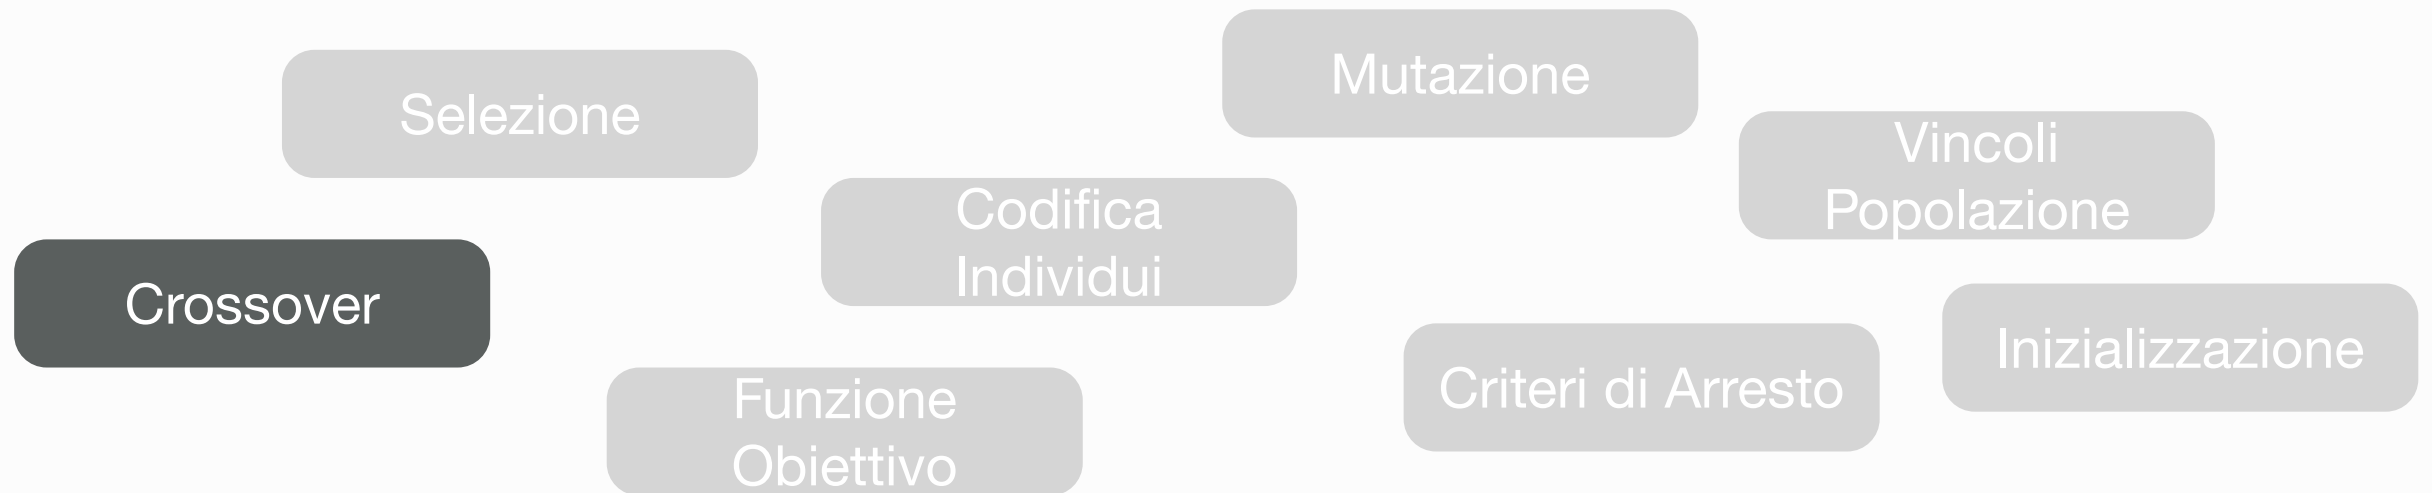 Mutazione
Selezione
Vincoli
Popolazione
Codifica
Individui
Crossover
Inizializzazione
Criteri di Arresto
Funzione
Obiettivo